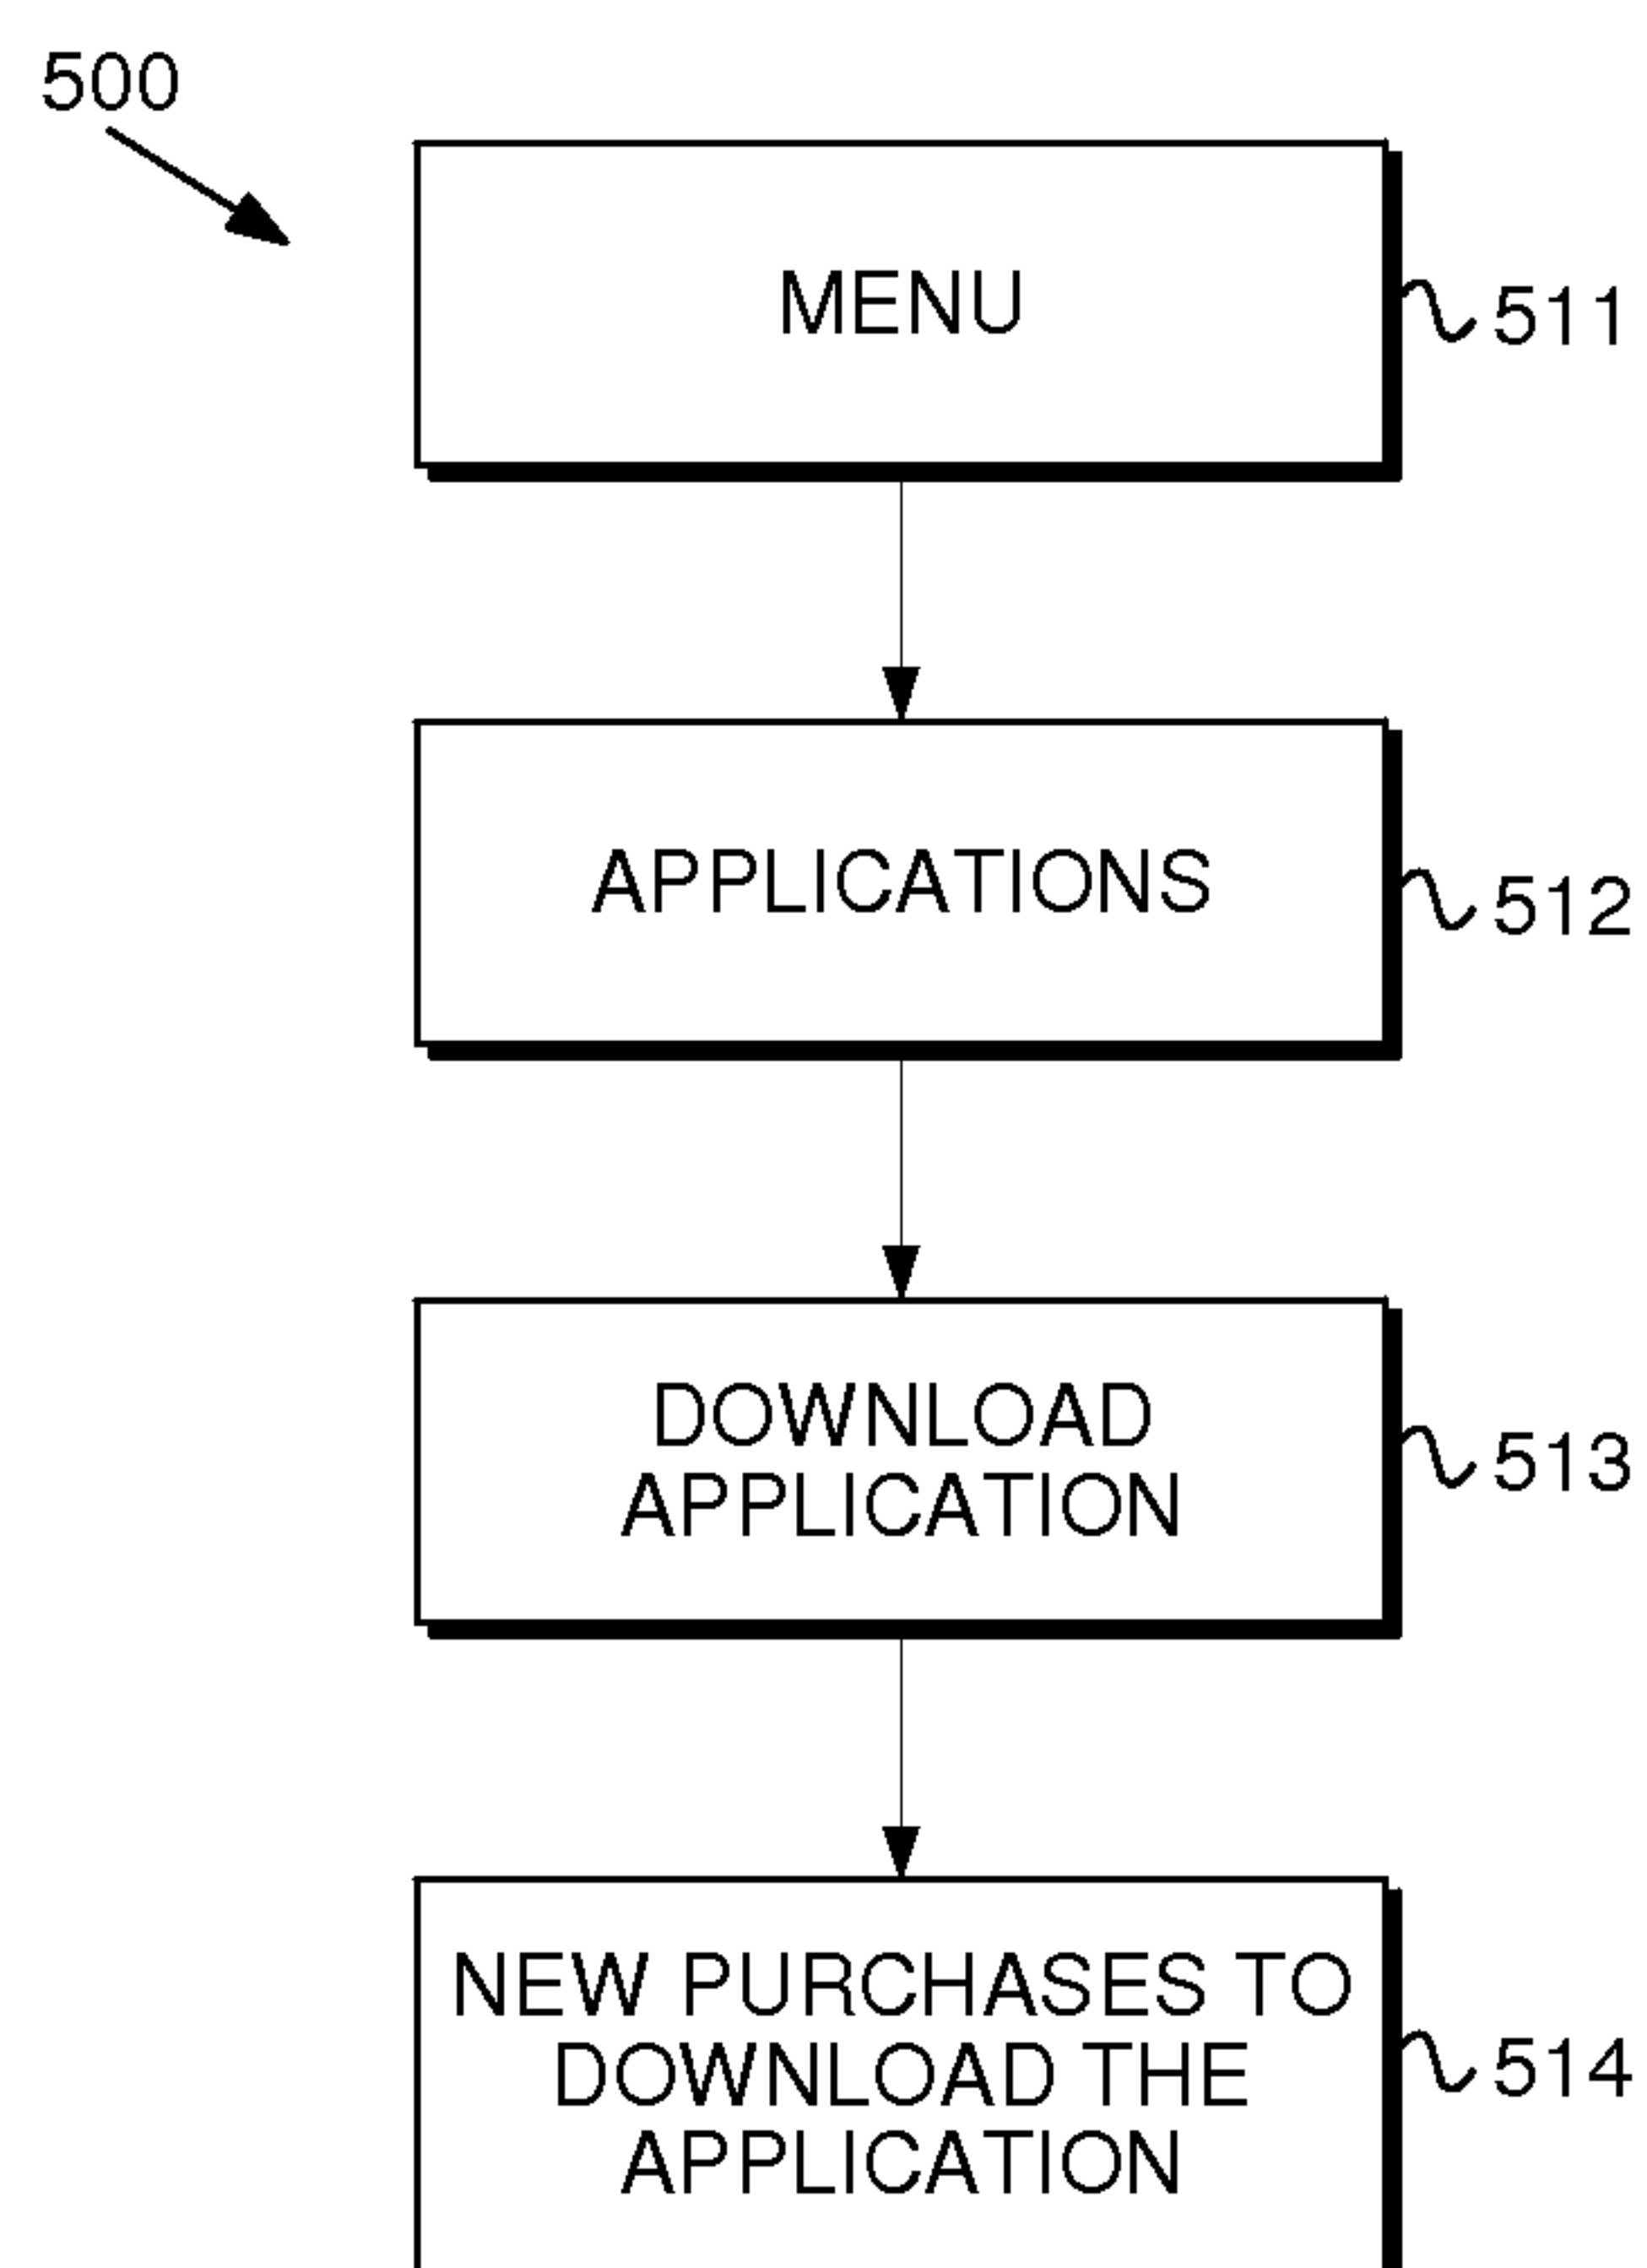 500
MENU
511
APPLICATIONS
512
DOWNLOAD
APPLICATION
513
NEW PURCHASES TO
DOWNLOAD THE
APPLICATION
514